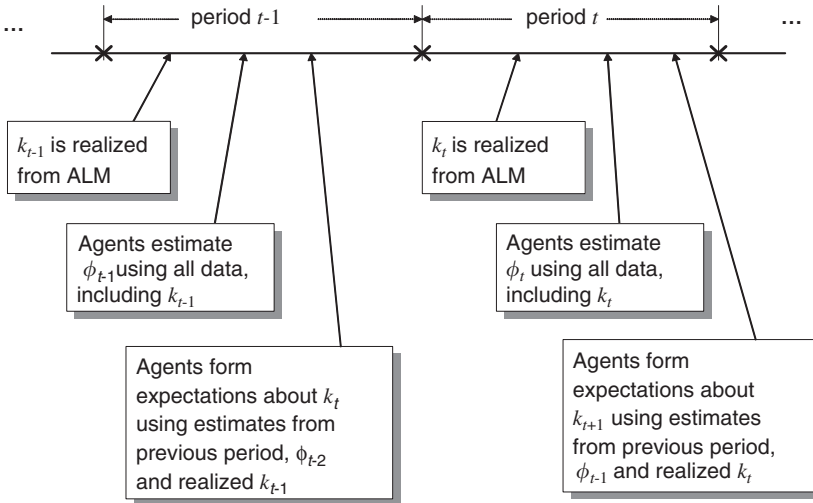 ... period t-1 period t ...
k_{t-1} is realized
from ALM
Agents estimate
ϕ_{t-1} using all data,
including k_{t-1}
Agents form
expectations about k_t
using estimates from
previous period, ϕ_{t-2}
and realized k_{t-1}
k_t is realized
from ALM
Agents estimate
ϕ_t using all data,
including k_t
Agents form
expectations about
k_{t+1} using estimates
from previous period,
ϕ_{t-1} and realized k_t